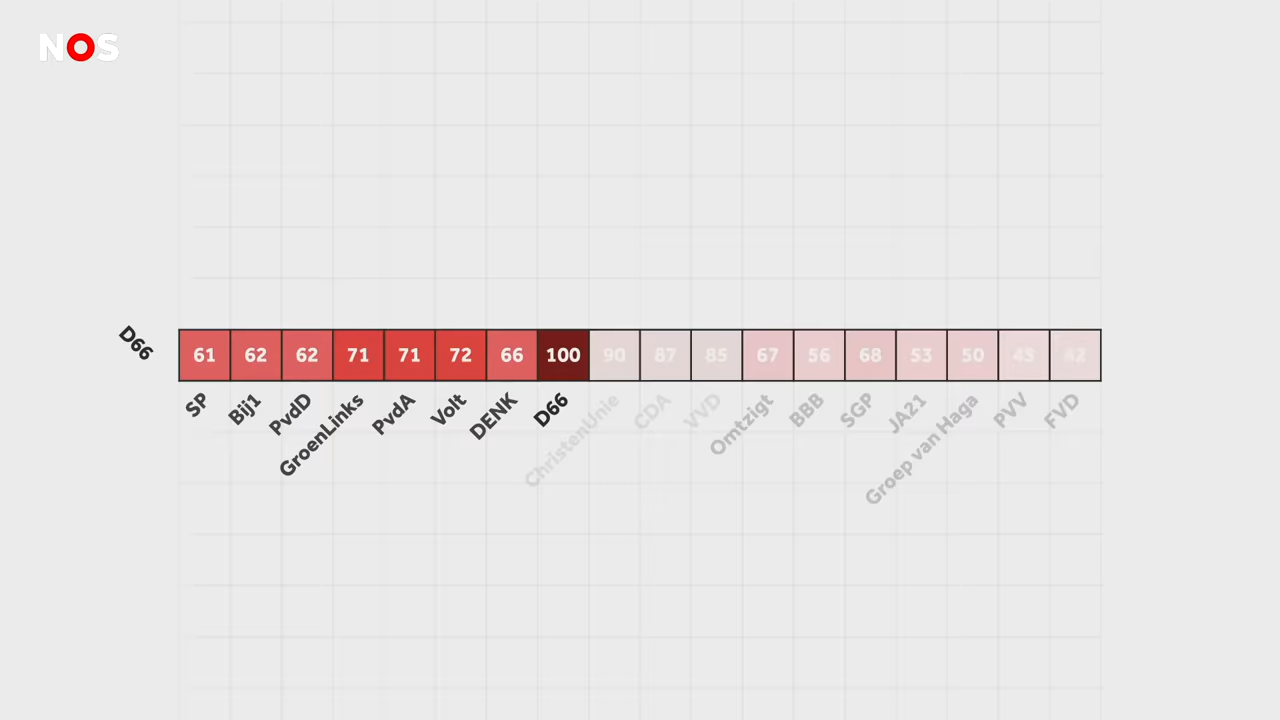 NOS
D66
61 62 62 71 71 72 66 100 90 87 85 67 56 68 53 50 43 42
SP Bij1 PvdD GroenLinks PvdA Volt DENK D66 ChristenUnie CDA VVD Omtzigt BBB SGP JA21 Groep van Haga PVV FVD